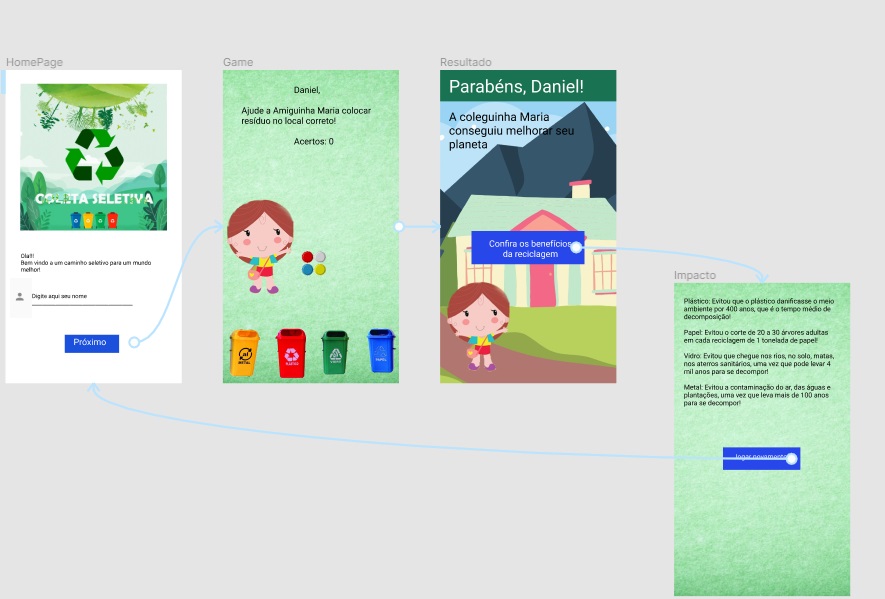 HomePage
COLETA SELETIVA
Ola!!!
Bem vindo a um caminho seletivo para um mundo
melhor!
Digite aqui seu nome
Próximo
Game
Daniel,
Ajude a Amiguinha Maria colocar
resíduo no local correto!
Acertos: 0
METAL
PLÁSTICO
VIDRO
PAPEL
Resultado
Parabéns, Daniel!
A coleguinha Maria
conseguiu melhorar seu
planeta
Confira os benefícios
da reciclagem
Impacto
Plástico: Evitou que o plástico danificasse o meio
ambiente por 400 anos, que é o tempo médio de
decomposição!
Papel: Evitou o corte de 20 a 30 árvores adultas
em cada reciclagem de 1 tonelada de papel!
Vidro: Evitou que chegue nos rios, no solo, matas,
nos aterros sanitários, uma vez que pode levar 4
mil anos para se decompor!
Metal: Evitou a contaminação do ar, das águas e
plantações, uma vez que leva mais de 100 anos
para se decompor!
Jogar novamente